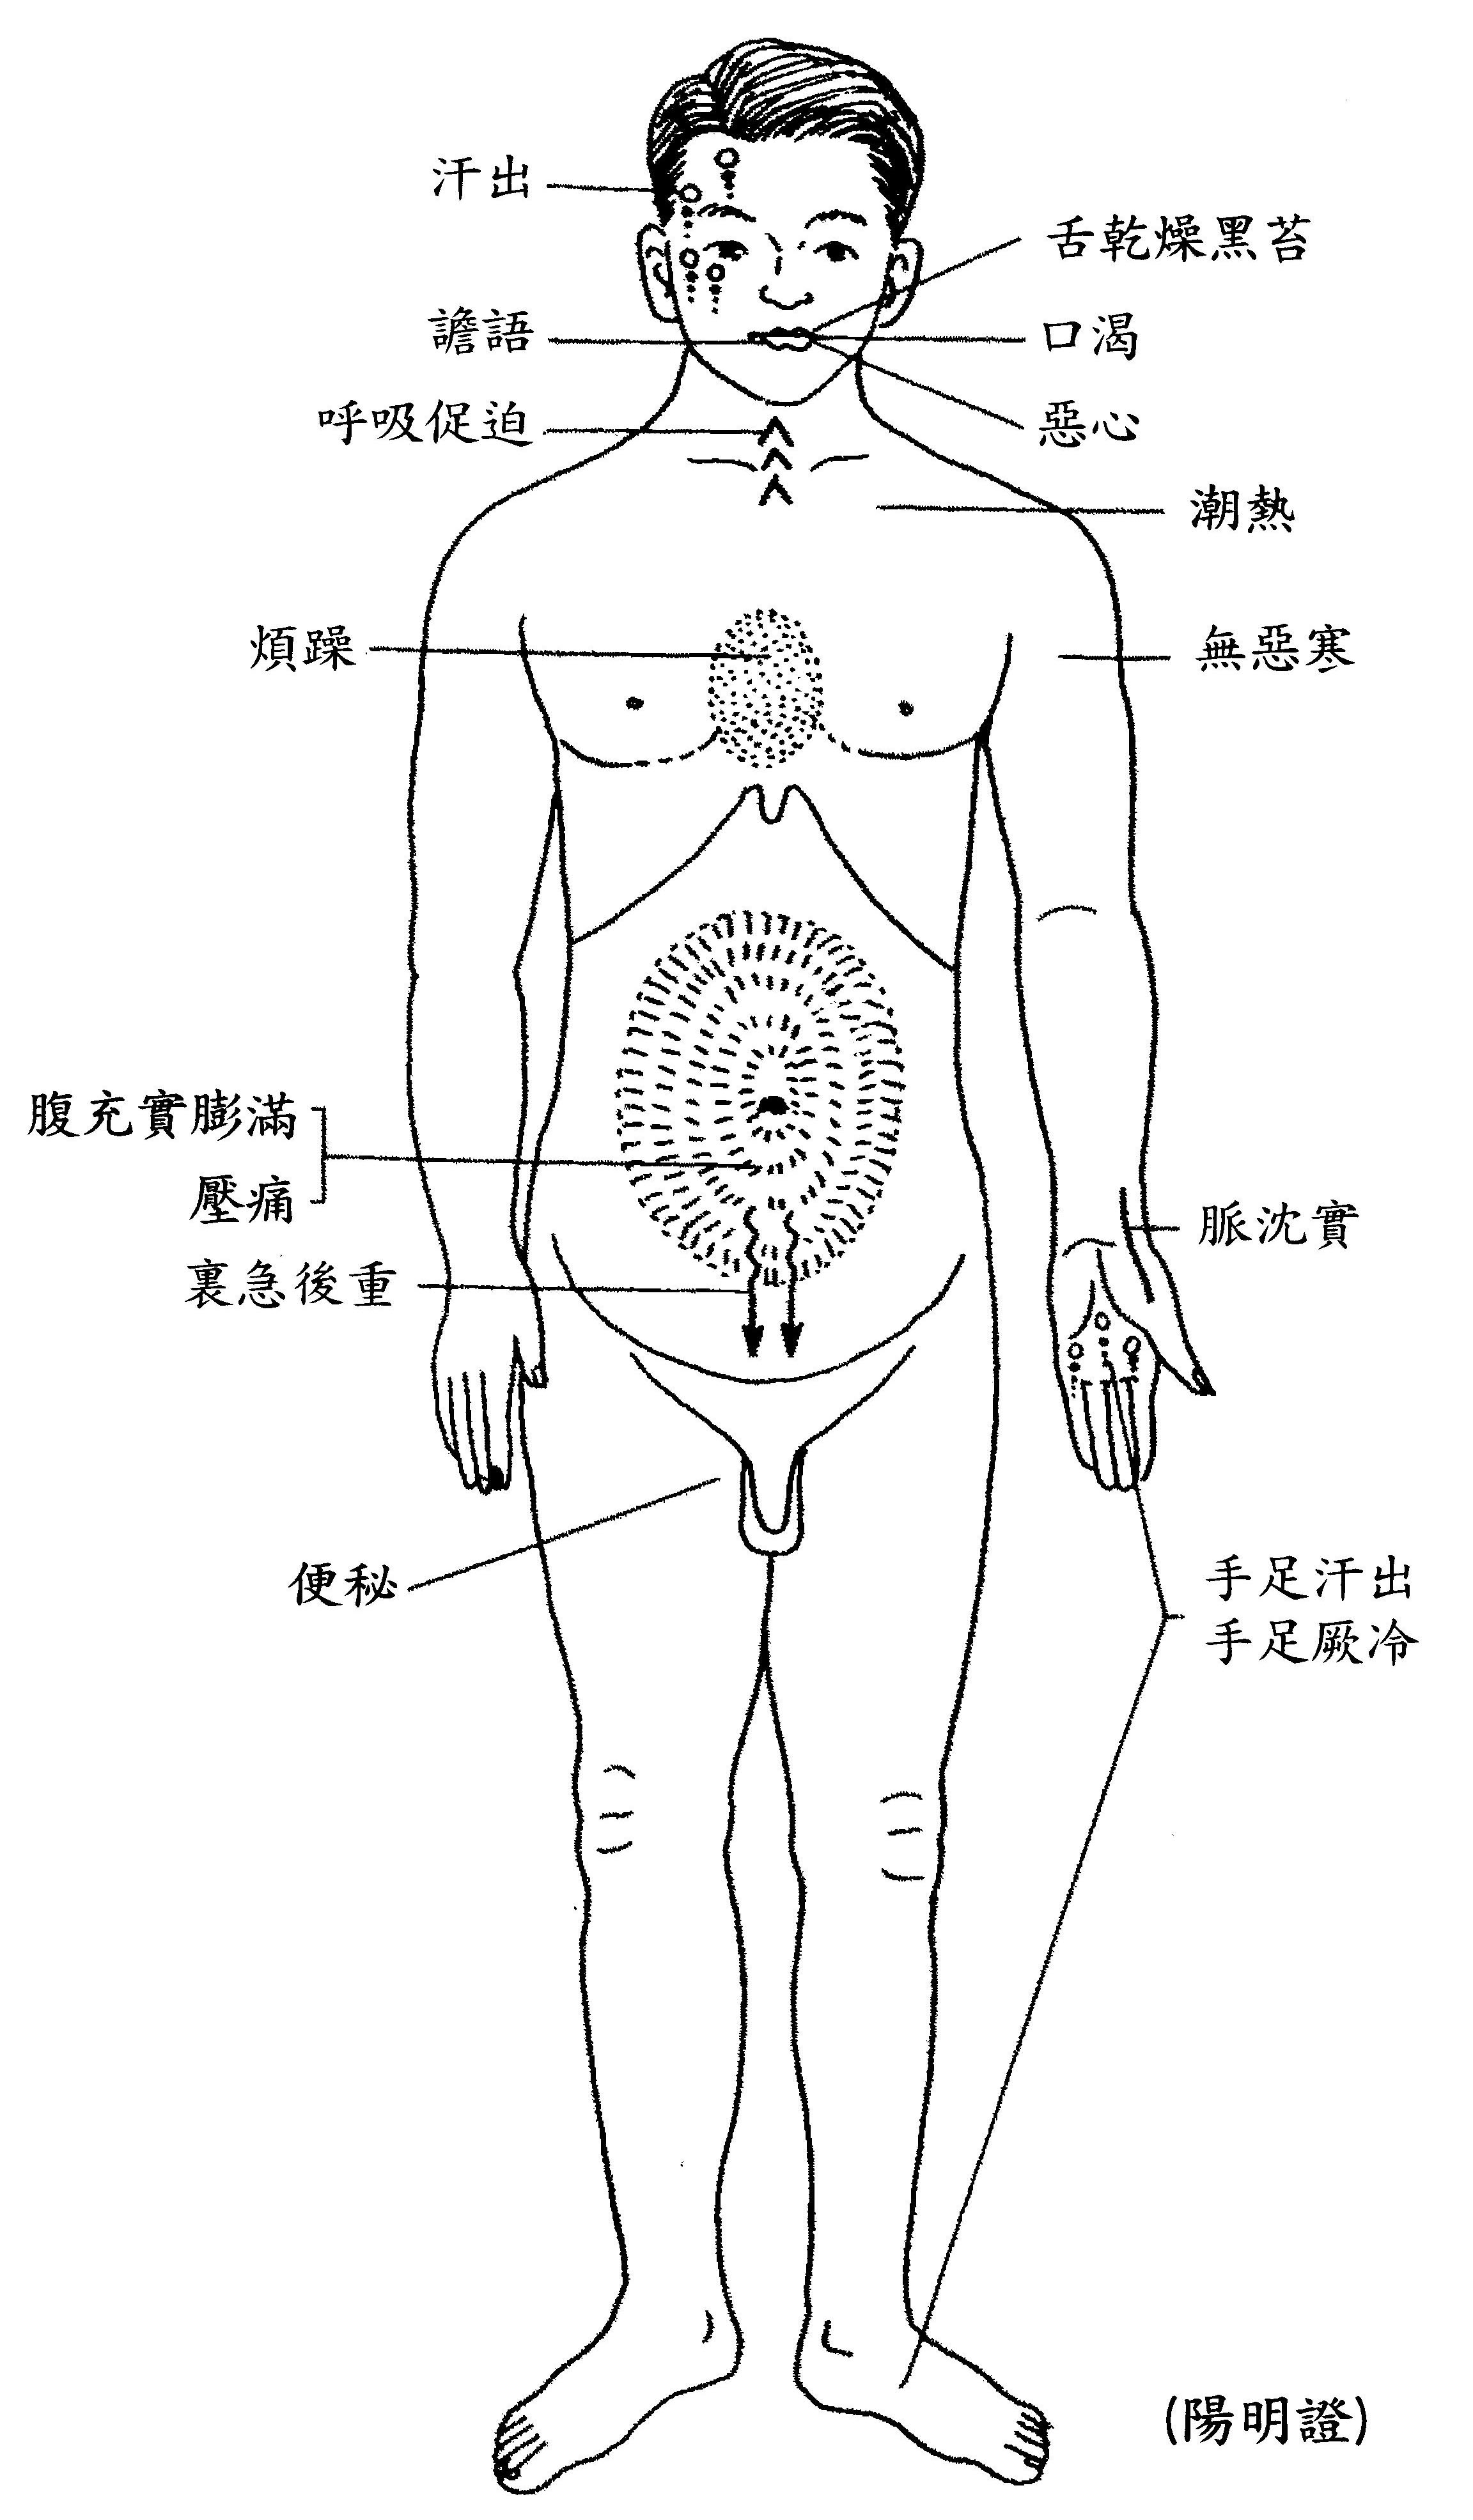 汗出
舌乾燥黑苔
譫語
口渴
呼吸促迫
惡心
潮熱
煩躁
無惡寒
腹充實膨滿
壓痛
脈沈實
裏急後重
便秘
手足汗出
手足厥冷
(陽明證)